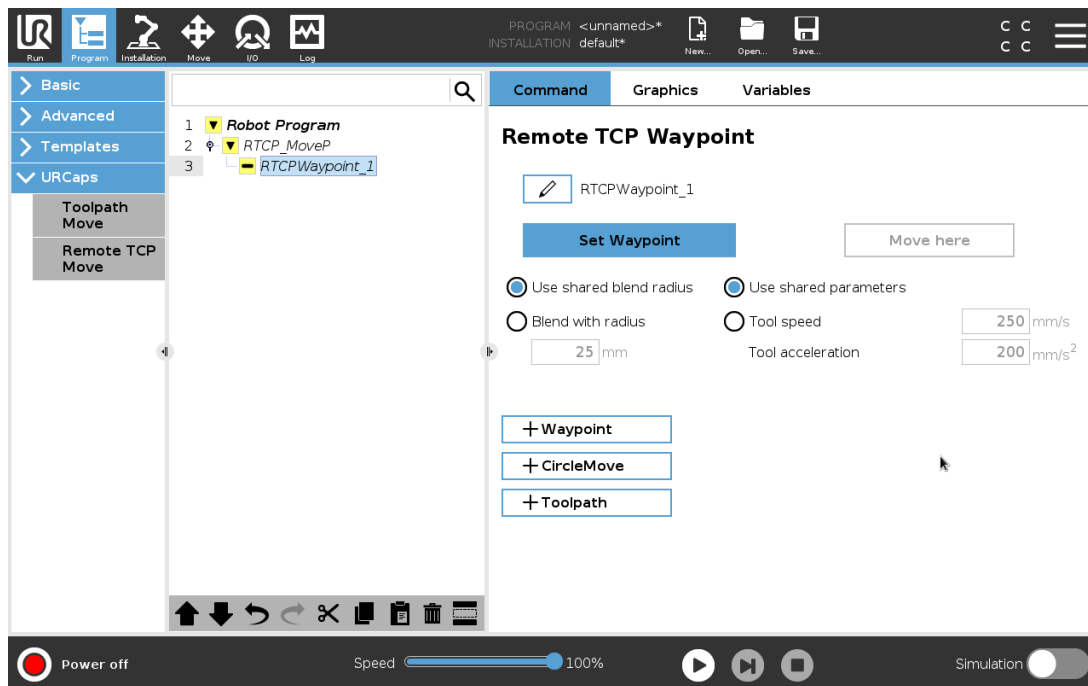 UR
PROGRAM <unnamed>*
INSTALLATION default*
C C
C C
Run Program Installation Move I/O Log New... Open... Save...
Basic
Advanced
Templates
URCaps
Toolpath
Move
Remote TCP
Move
1 Robot Program
2 RTCP_MoveP
3 RTCPWaypoint_1
Command Graphics Variables
Remote TCP Waypoint
RTCPWaypoint_1
Set Waypoint Move here
Use shared blend radius Use shared parameters
Blend with radius Tool speed 250 mm/s
25 mm Tool acceleration 200 mm/s²
+Waypoint
+CircleMove
+Toolpath
Power off Speed 100% Simulation